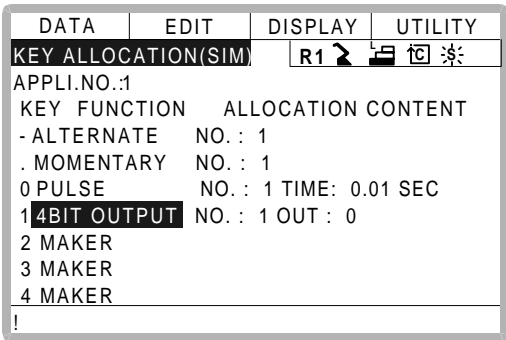 DATA EDIT DISPLAY UTILITY
KEY ALLOCATION(SIM) R1 C S
APPLI.NO.:1
KEY FUNCTION ALLOCATION CONTENT
- ALTERNATE NO. : 1
. MOMENTARY NO. : 1
0 PULSE NO. : 1 TIME: 0.01 SEC
1 4BIT OUTPUT NO. : 1 OUT : 0
2 MAKER
3 MAKER
4 MAKER
!